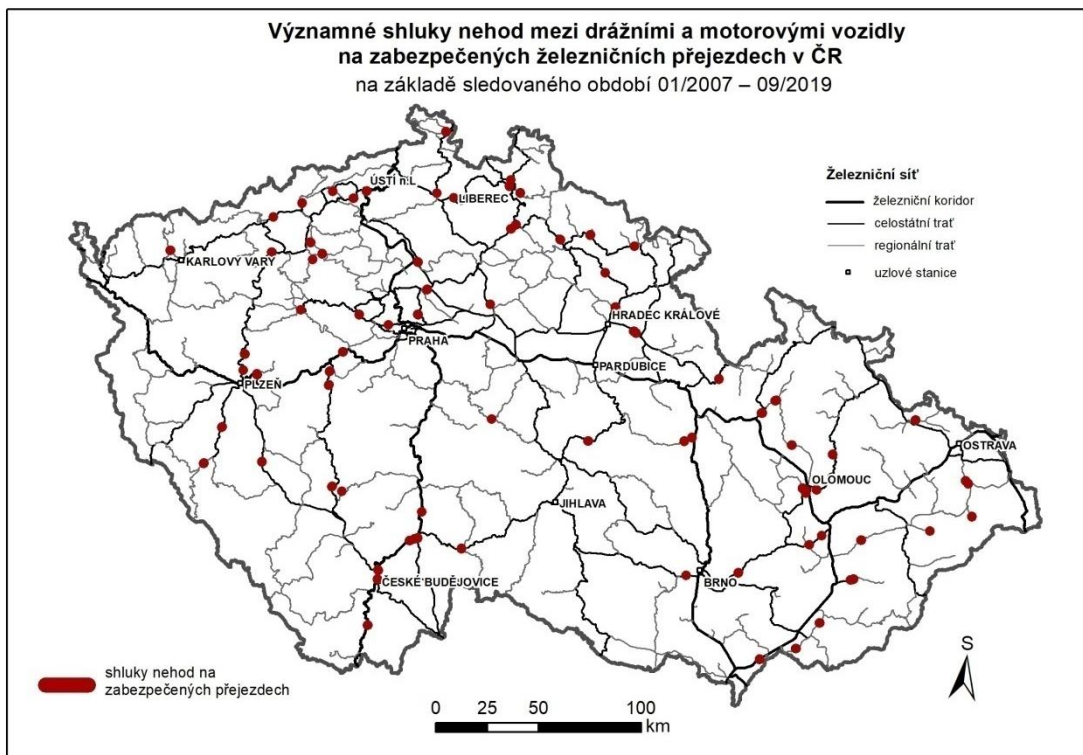 Významné shluky nehod mezi drážními a motorovými vozidly
na zabezpečených železničních přejezdech v ČR
na základě sledovaného období 01/2007 – 09/2019
Železniční síť
železniční koridor
celostátní trať
regionální trať
uzlové stanice
ÚSTÍ n.L
LIBEREC
KARLOVÝ VARY
HRADEC KRÁLOVÉ
PRAHA
PARDUBICE
PLZEŇ
OSTRAVA
OLOMOUC
JIHLAVA
BRNO
ČESKÉ BUDĚJOVICE
shluky nehod na
zabezpečených přejezdech
0 25 50 100
km
S